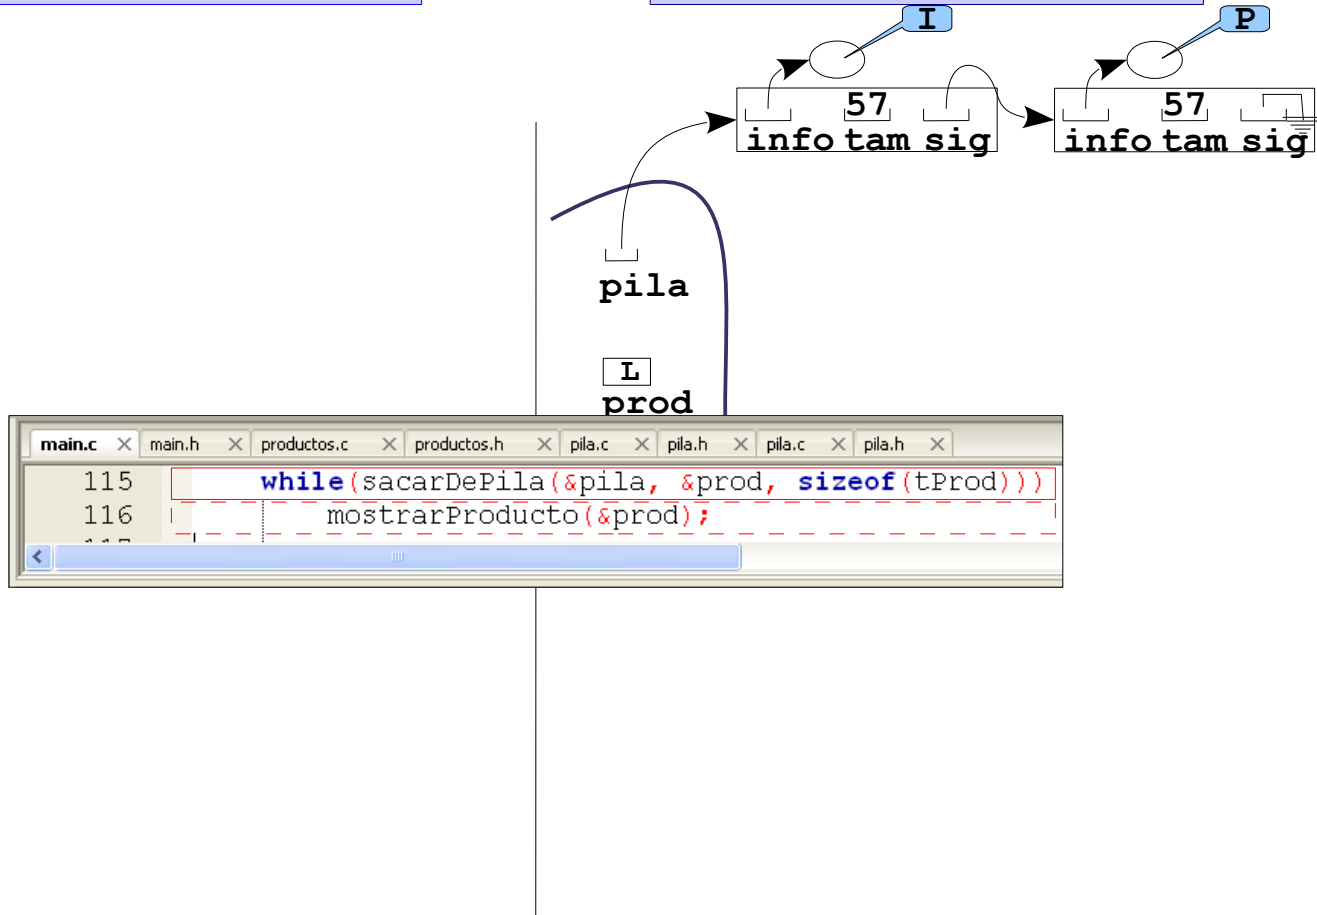 I P
57 57
info tam sig info tam sig
pila
L
prod
main.c main.h productos.c productos.h pila.c pila.h pila.c pila.h
115 while(sacarDePila(&pila, &prod, sizeof(tProd)))
116 mostrarProducto(&prod);